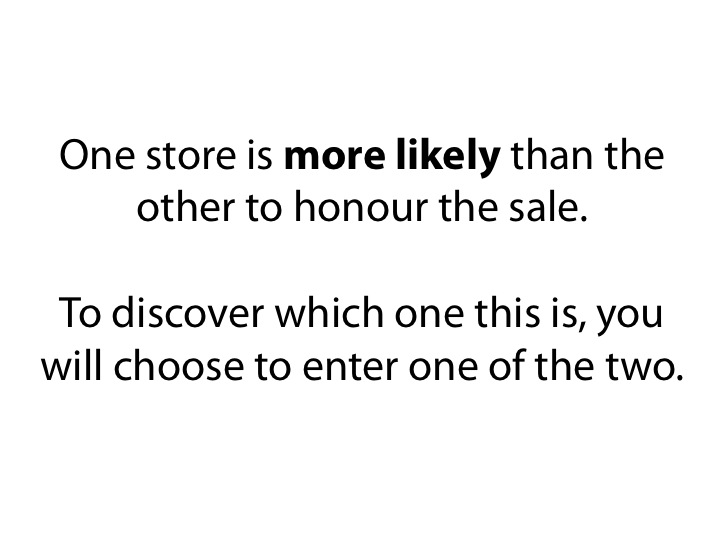 One store is more likely than the
other to honour the sale.
To discover which one this is, you
will choose to enter one of the two.